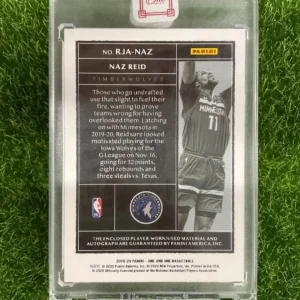 NO. RJA-NAZ
PANINI
NAZ REID
TIMBERWOLVES
Those who go undrafted
use that slight to fuel their
fire, wanting to prove
teams wrong for having
overlooked them. Latching
on with Minnesota in
2019-20, Reid sure looked
motivated playing for the
Iowa Wolves of the
G League on Nov. 16,
going for 32 points,
eight rebounds and
three steals vs. Texas.
MINNESOTA
11
NBA
THE ENCLOSED PLAYER-WORN/USED MATERIAL AND
AUTOGRAPH ARE GUARANTEED BY PANINI AMERICA, INC.
2019-20 PANINI - ONE AND ONE BASKETBALL